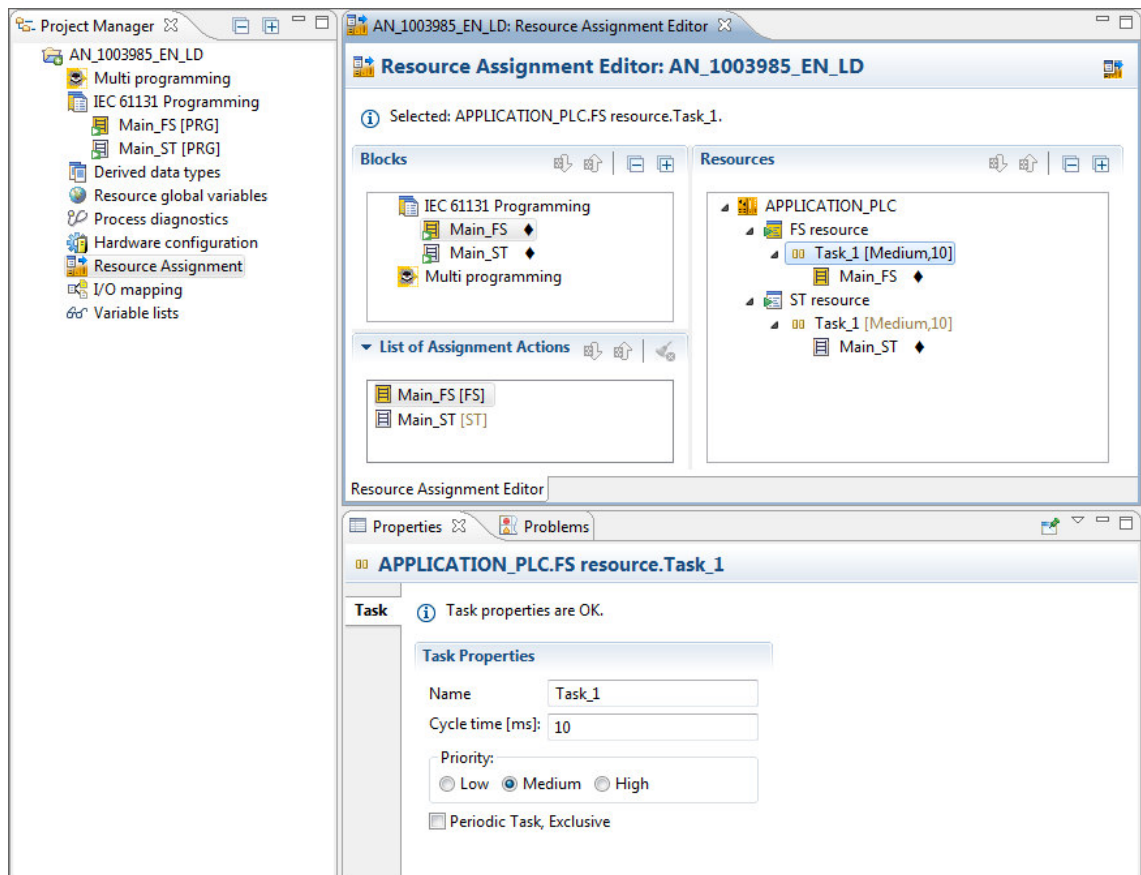 Project Manager
AN_1003985_EN_LD
Multi programming
IEC 61131 Programming
Main_FS [PRG]
Main_ST [PRG]
Derived data types
Resource global variables
Process diagnostics
Hardware configuration
Resource Assignment
I/O mapping
Variable lists
AN_1003985_EN_LD: Resource Assignment Editor
Resource Assignment Editor: AN_1003985_EN_LD
Selected: APPLICATION_PLC.FS resource.Task_1.
Blocks
IEC 61131 Programming
Main_FS
Main_ST
Multi programming
List of Assignment Actions
Main_FS [FS]
Main_ST [ST]
Resources
APPLICATION_PLC
FS resource
Task_1 [Medium,10]
Main_FS
ST resource
Task_1 [Medium,10]
Main_ST
Resource Assignment Editor
Properties
Problems
APPLICATION_PLC.FS resource.Task_1
Task
Task properties are OK.
Task Properties
Name Task_1
Cycle time [ms]: 10
Priority:
Low Medium High
Periodic Task, Exclusive